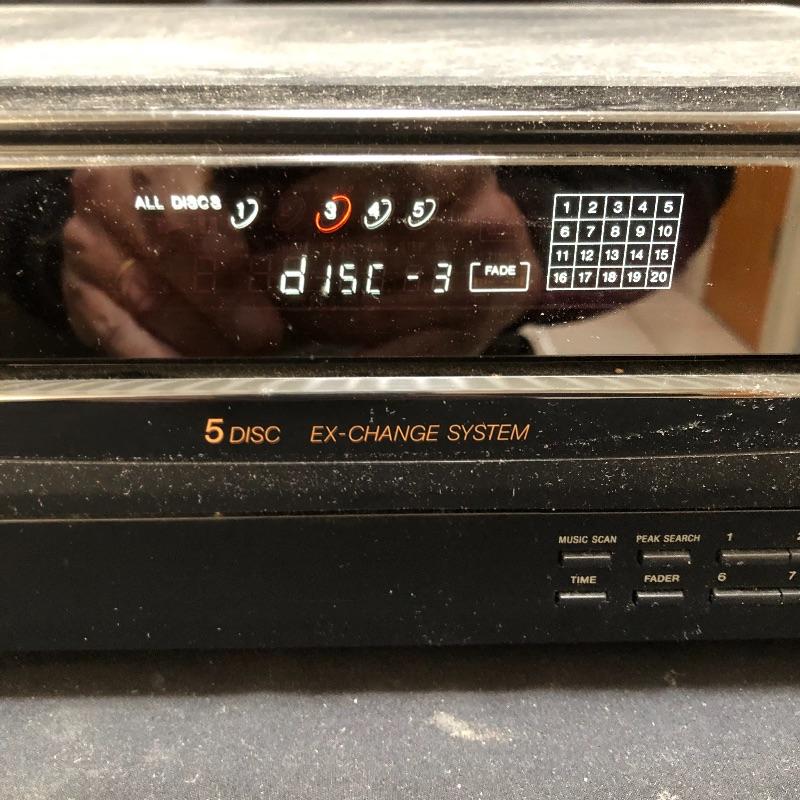 ALL DISCS 1 3 4 5
dISC - 3 FADE
1 2 3 4 5
6 7 8 9 10
11 12 13 14 15
16 17 18 19 20
5 DISC EX-CHANGE SYSTEM
MUSIC SCAN PEAK SEARCH 1 2
TIME FADER 6 7